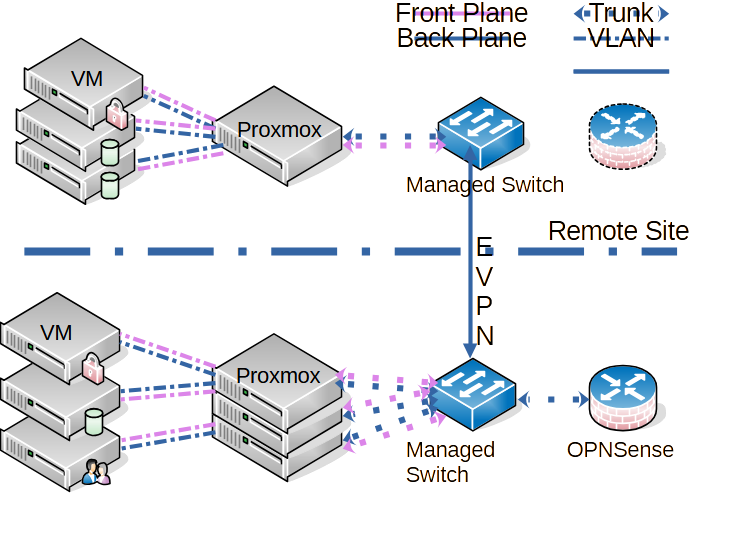 Front Plane
Trunk
Back Plane
VLAN
VM
Proxmox
Managed Switch
Remote Site
E
V
P
N
VM
Proxmox
Managed
Switch
OPNSense